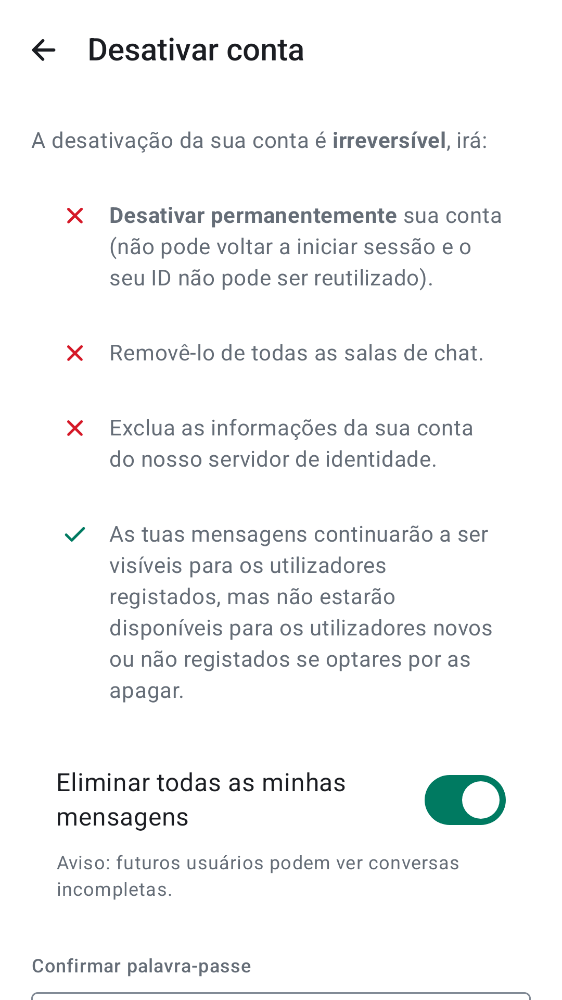 Desativar conta
A desativação da sua conta é irreversível, irá:
Desativar permanentemente sua conta
(não pode voltar a iniciar sessão e o
seu ID não pode ser reutilizado).
Removê-lo de todas as salas de chat.
Exclua as informações da sua conta
do nosso servidor de identidade.
As tuas mensagens continuarão a ser
visíveis para os utilizadores
registados, mas não estarão
disponíveis para os utilizadores novos
ou não registados se optares por as
apagar.
Eliminar todas as minhas
mensagens
Aviso: futuros usuários podem ver conversas
incompletas.
Confirmar palavra-passe